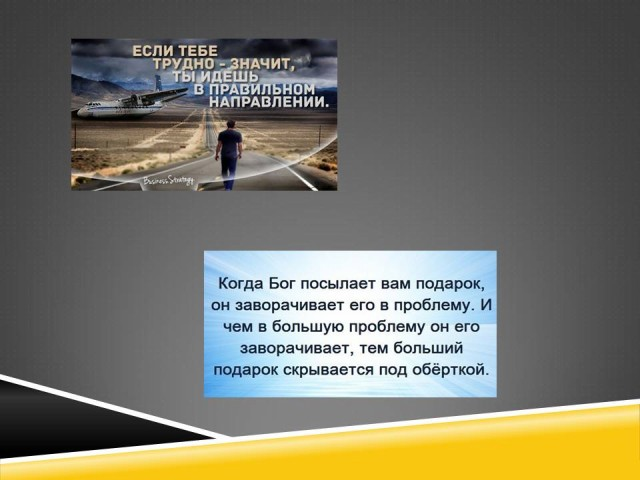 ЕСЛИ ТЕБЕ
ТРУДНО - ЗНАЧИТ,
ТЫ ИДЕШЬ
В ПРАВИЛЬНОМ
НАПРАВЛЕНИИ.
Business Strategy
Когда Бог посылает вам подарок,
он заворачивает его в проблему. И
чем в большую проблему он его
заворачивает, тем больший
подарок скрывается под обёрткой.